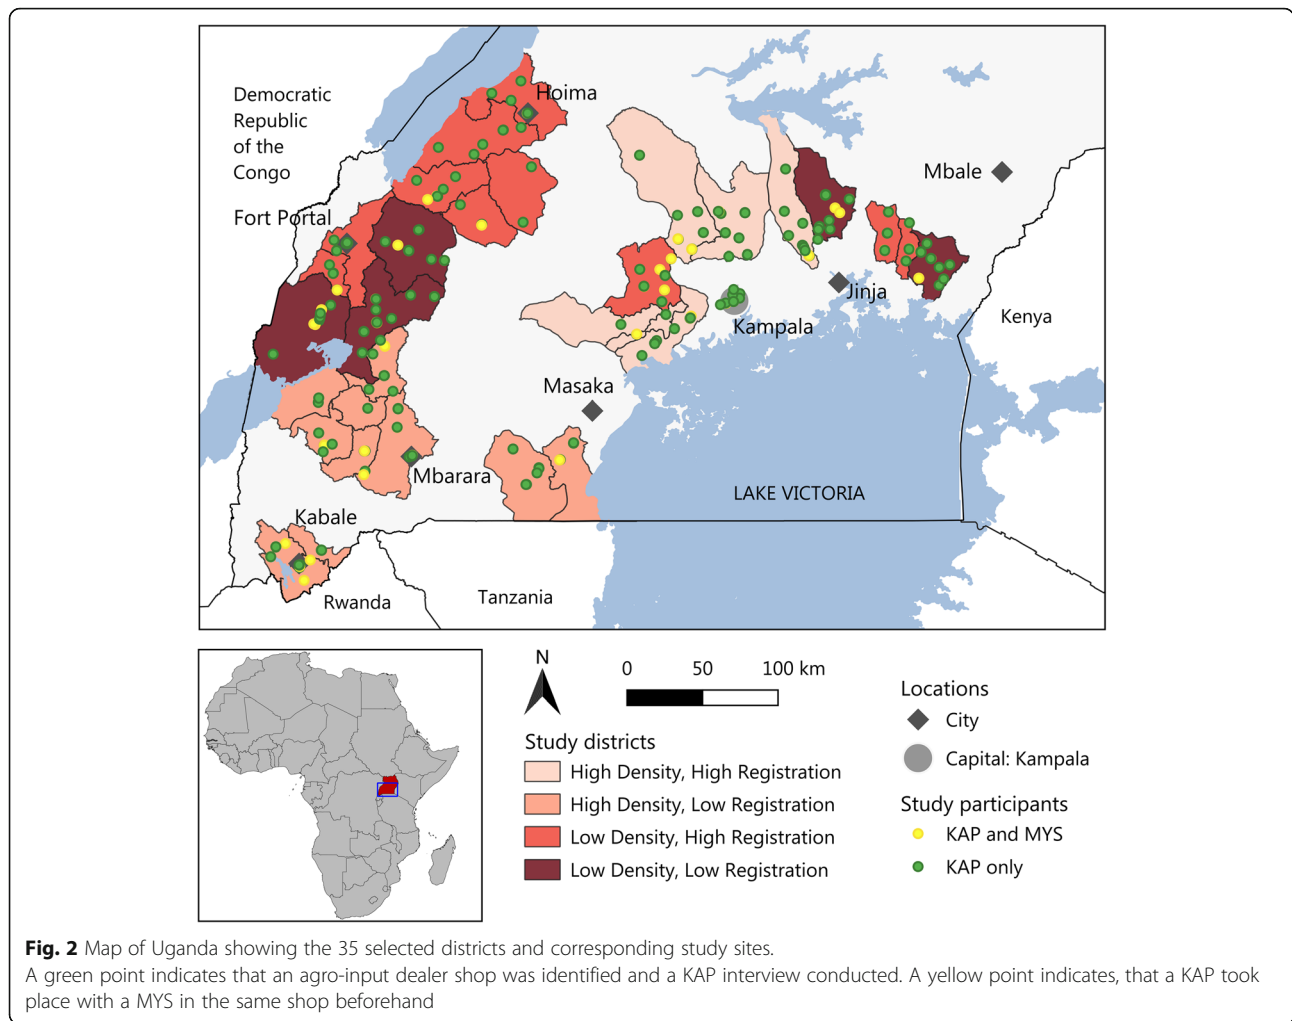 Democratic
Republic
of the
Congo
Hoima
Mbale
Fort Portal
Jinja
Kampala
Kenya
Masaka
Mbarara
LAKE VICTORIA
Kabale
Rwanda
Tanzania
N
0 50 100 km
Study districts
High Density, High Registration
High Density, Low Registration
Low Density, High Registration
Low Density, Low Registration
Locations
City
Capital: Kampala
Study participants
KAP and MYS
KAP only
Fig. 2 Map of Uganda showing the 35 selected districts and corresponding study sites.
A green point indicates that an agro-input dealer shop was identified and a KAP interview conducted. A yellow point indicates, that a KAP took
place with a MYS in the same shop beforehand